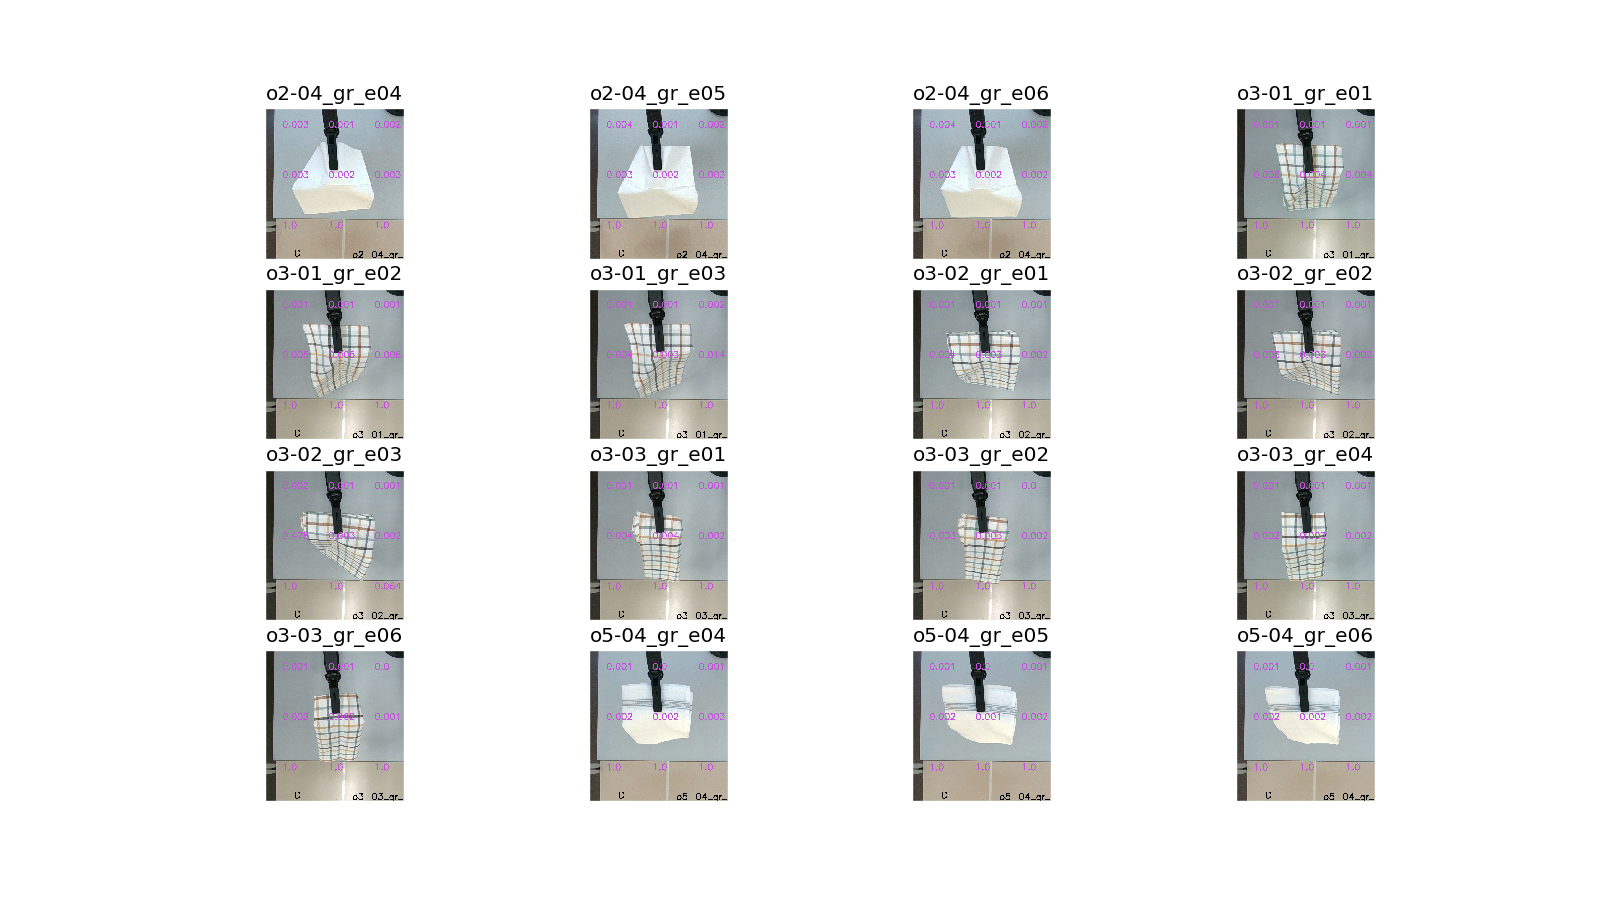 o2-04_gr_e04 o2-04_gr_e05 o2-04_gr_e06 o3-01_gr_e01
0.003 0.001 0.002 0.004 0.001 0.002 0.004 0.001 0.002 0.001 0.001
0.003 0.002 0.003 0.003 0.002 0.003 0.003 0.002 0.003 0.004 0.004
1.0 1.0 1.0 1.0 1.0 1.0 1.0 1.0 1.0 1.0 1.0 1.0
C o2_04_gr_ C o2_04_gr_ C o2_04_gr_ C o3_01_gr_
o3-01_gr_e02 o3-01_gr_e03 o3-02_gr_e01 o3-02_gr_e02
0.001 0.001 0.001 0.001 0.001 0.002 0.001 0.001 0.001 0.001 0.001 0.001
0.005 0.006 0.004 0.003 0.014 0.003 0.002 0.003 0.002
1.0 1.0 1.0 1.0 1.0 1.0 1.0 1.0 1.0 1.0 1.0 1.0
C o3_01_gr_ C o3_01_gr_ C o3_02_gr_ C o3_02_gr_
o3-02_gr_e03 o3-03_gr_e01 o3-03_gr_e02 o3-03_gr_e04
0.002 0.001 0.001 0.001 0.001 0.001 0.001 0.001 0.0 0.001 0.001 0.001
0.003 0.002 0.004 0.004 0.002 0.003 0.003 0.002 0.002 0.002
1.0 1.0 1.0 1.0 1.0 1.0 1.0 1.0 1.0 1.0 1.0
C o3_02_gr_ C o3_03_gr_ C o3_03_gr_ C o3_03_gr_
o3-03_gr_e06 o5-04_gr_e04 o5-04_gr_e05 o5-04_gr_e06
0.001 0.001 0.0 0.001 0.0 0.001 0.001 0.0 0.001 0.001 0.0 0.001
0.002 0.002 0.001 0.002 0.002 0.003 0.002 0.001 0.002 0.002 0.002 0.002
1.0 1.0 1.0 1.0 1.0 1.0 1.0 1.0 1.0 1.0 1.0 1.0
C o3_03_gr_ C o5_04_gr_ C o5_04_gr_ C o5_04_gr_